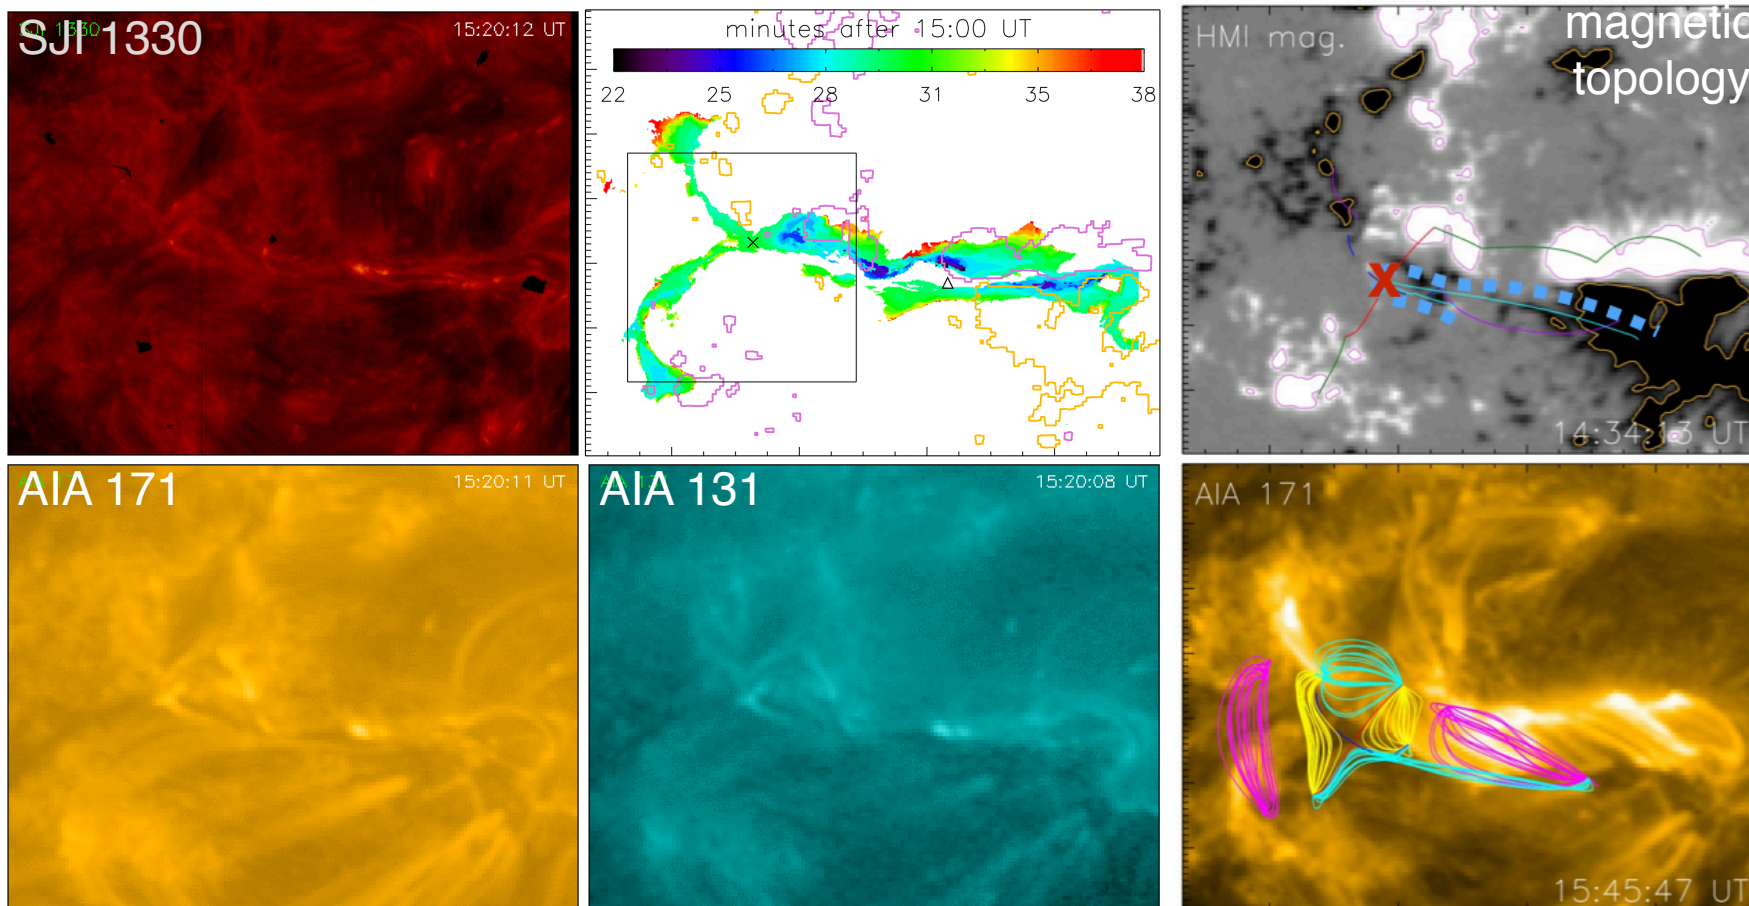 SJI 1330
15:20:12 UT
minutes after 15:00 UT
22 25 28 31 35 38
HMI mag.
magnetic
topology
X
14:34:13 UT
AIA 171
15:20:11 UT
AIA 131
15:20:08 UT
AIA 171
15:45:47 UT